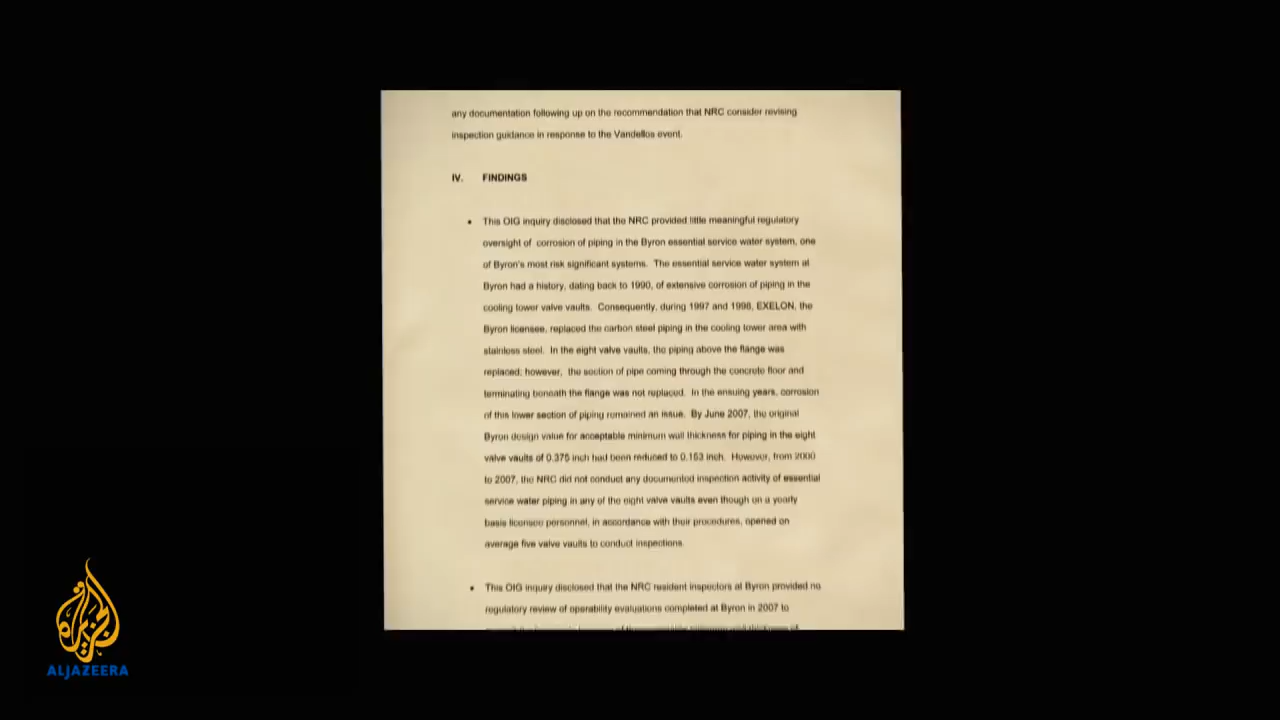 any documentation following up on the recommendation that NRC consider revising
inspection guidance in response to the Vandellos event.
IV. FINDINGS
• This OIG inquiry disclosed that the NRC provided little meaningful regulatory
oversight of corrosion of piping in the Byron essential service water system, one
of Byron's most risk significant systems. The essential service water system at
Byron had a history, dating back to 1990, of extensive corrosion of piping in the
cooling tower valve vaults. Consequently, during 1997 and 1998, EXELON, the
Byron licensee, replaced the carbon steel piping in the cooling tower area with
stainless steel. In the eight valve vaults, the piping above the flange was
replaced; however, the section of pipe coming through the concrete floor and
terminating beneath the flange was not replaced. In the ensuing years, corrosion
of this lower section of piping remained an issue. By June 2007, the original
Byron design value for acceptable minimum wall thickness for piping in the eight
valve vaults of 0.375 inch had been reduced to 0.153 inch. However, from 2000
to 2007, the NRC did not conduct any documented inspection activity of essential
service water piping in any of the eight valve vaults even though on a yearly
basis licensee personnel, in accordance with their procedures, opened on
average five valve vaults to conduct inspections.
• This OIG inquiry disclosed that the NRC resident inspectors at Byron provided no
regulatory review of operability evaluations completed at Byron in 2007 to
الجزيرة
ALJAZEERA